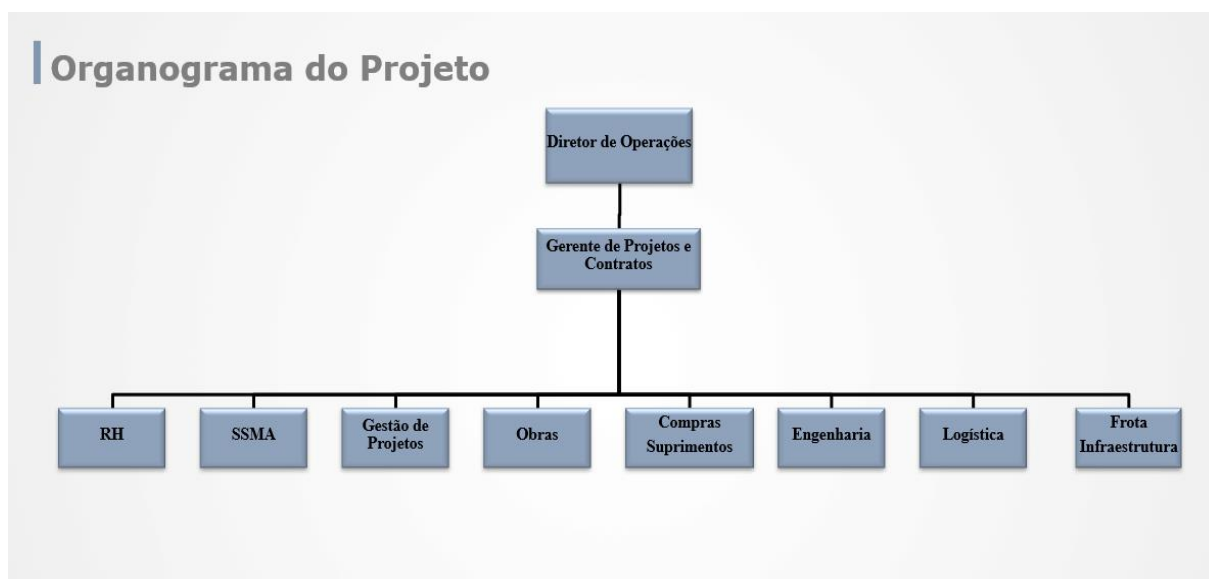 Organograma do Projeto
Diretor de Operações
Gerente de Projetos e
Contratos
RH
SSMA
Gestão de
Projetos
Obras
Compras
Suprimentos
Engenharia
Logística
Frota
Infraestrutura